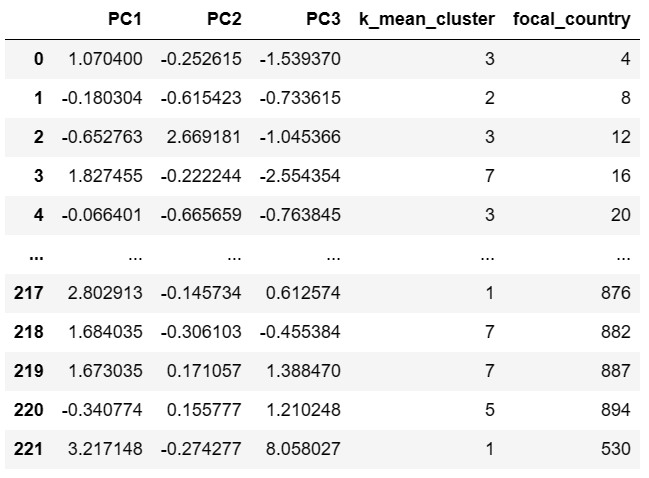 PC1 PC2 PC3 k_mean_cluster focal_country
0 1.070400 -0.252615 -1.539370 3 4
1 -0.180304 -0.615423 -0.733615 2 8
2 -0.652763 2.669181 -1.045366 3 12
3 1.827455 -0.222244 -2.554354 7 16
4 -0.066401 -0.665659 -0.763845 3 20
... ... ... ... ... ...
217 2.802913 -0.145734 0.612574 1 876
218 1.684035 -0.306103 -0.455384 7 882
219 1.673035 0.171057 1.388470 7 887
220 -0.340774 0.155777 1.210248 5 894
221 3.217148 -0.274277 8.058027 1 530